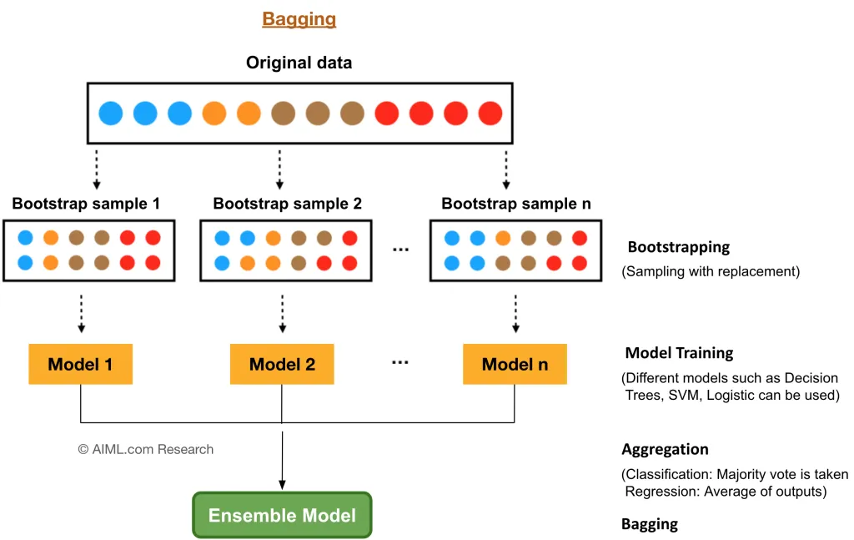 Bagging
Original data
Bootstrap sample 1
Bootstrap sample 2
Bootstrap sample n
...
Bootstrapping
(Sampling with replacement)
Model 1
Model 2
...
Model n
Model Training
(Different models such as Decision
Trees, SVM, Logistic can be used)
© AIML.com Research
Aggregation
(Classification: Majority vote is taken
Regression: Average of outputs)
Ensemble Model
Bagging